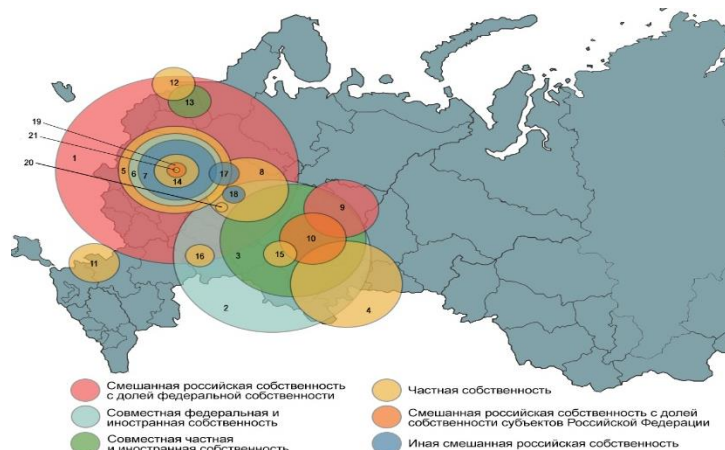 12
13
19
21
1
5
6
7
14
17
8
20
18
9
10
16
3
15
11
2
4
Смешанная российская собственность
с долей федеральной собственности
Частная собственность
Совместная федеральная и
иностранная собственность
Смешанная российская собственность с долей
собственности субъектов Российской Федерации
Совместная частная
и иностранная собственность
Иная смешанная российская собственность